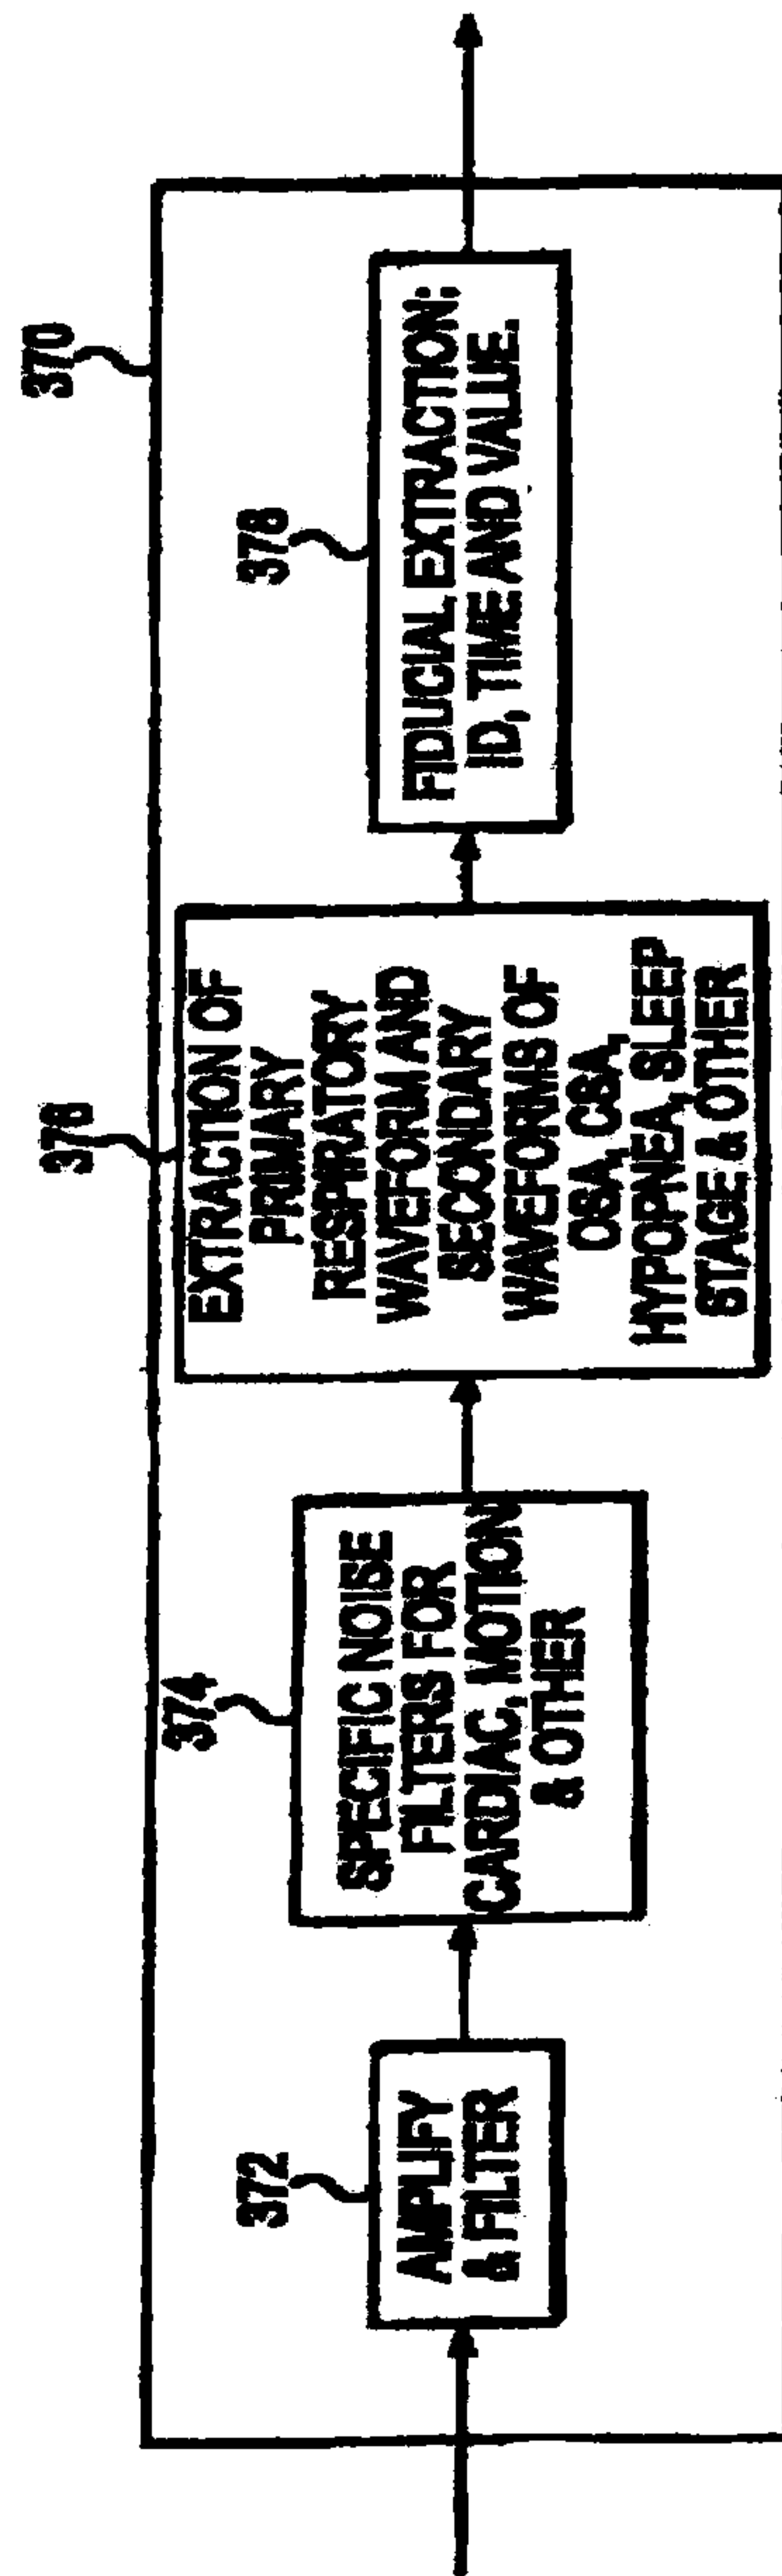 370
372
AMPLIFY
& FILTER
374
SPECIFIC NOISE
FILTERS FOR
CARDIAC, MOTION
& OTHER
376
EXTRACTION OF
PRIMARY
RESPIRATORY
WAVEFORM AND
SECONDARY
WAVEFORMS OF
OSA, CSA,
HYPOPNEA, SLEEP
STAGE & OTHER
378
FIDUCIAL EXTRACTION:
ID, TIME AND VALUE.